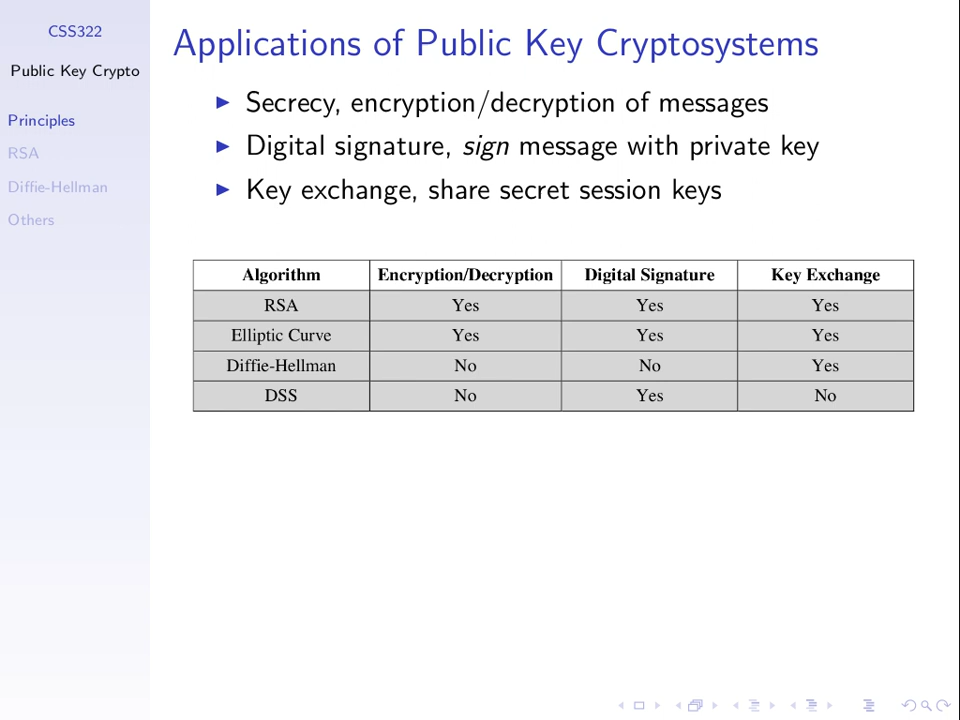 CSS322
Public Key Crypto
Principles
RSA
Diffie-Hellman
Others
Applications of Public Key Cryptosystems
Secrecy, encryption/decryption of messages
Digital signature, sign message with private key
Key exchange, share secret session keys
Algorithm Encryption/Decryption Digital Signature Key Exchange
RSA Yes Yes Yes
Elliptic Curve Yes Yes Yes
Diffie-Hellman No No Yes
DSS No Yes No